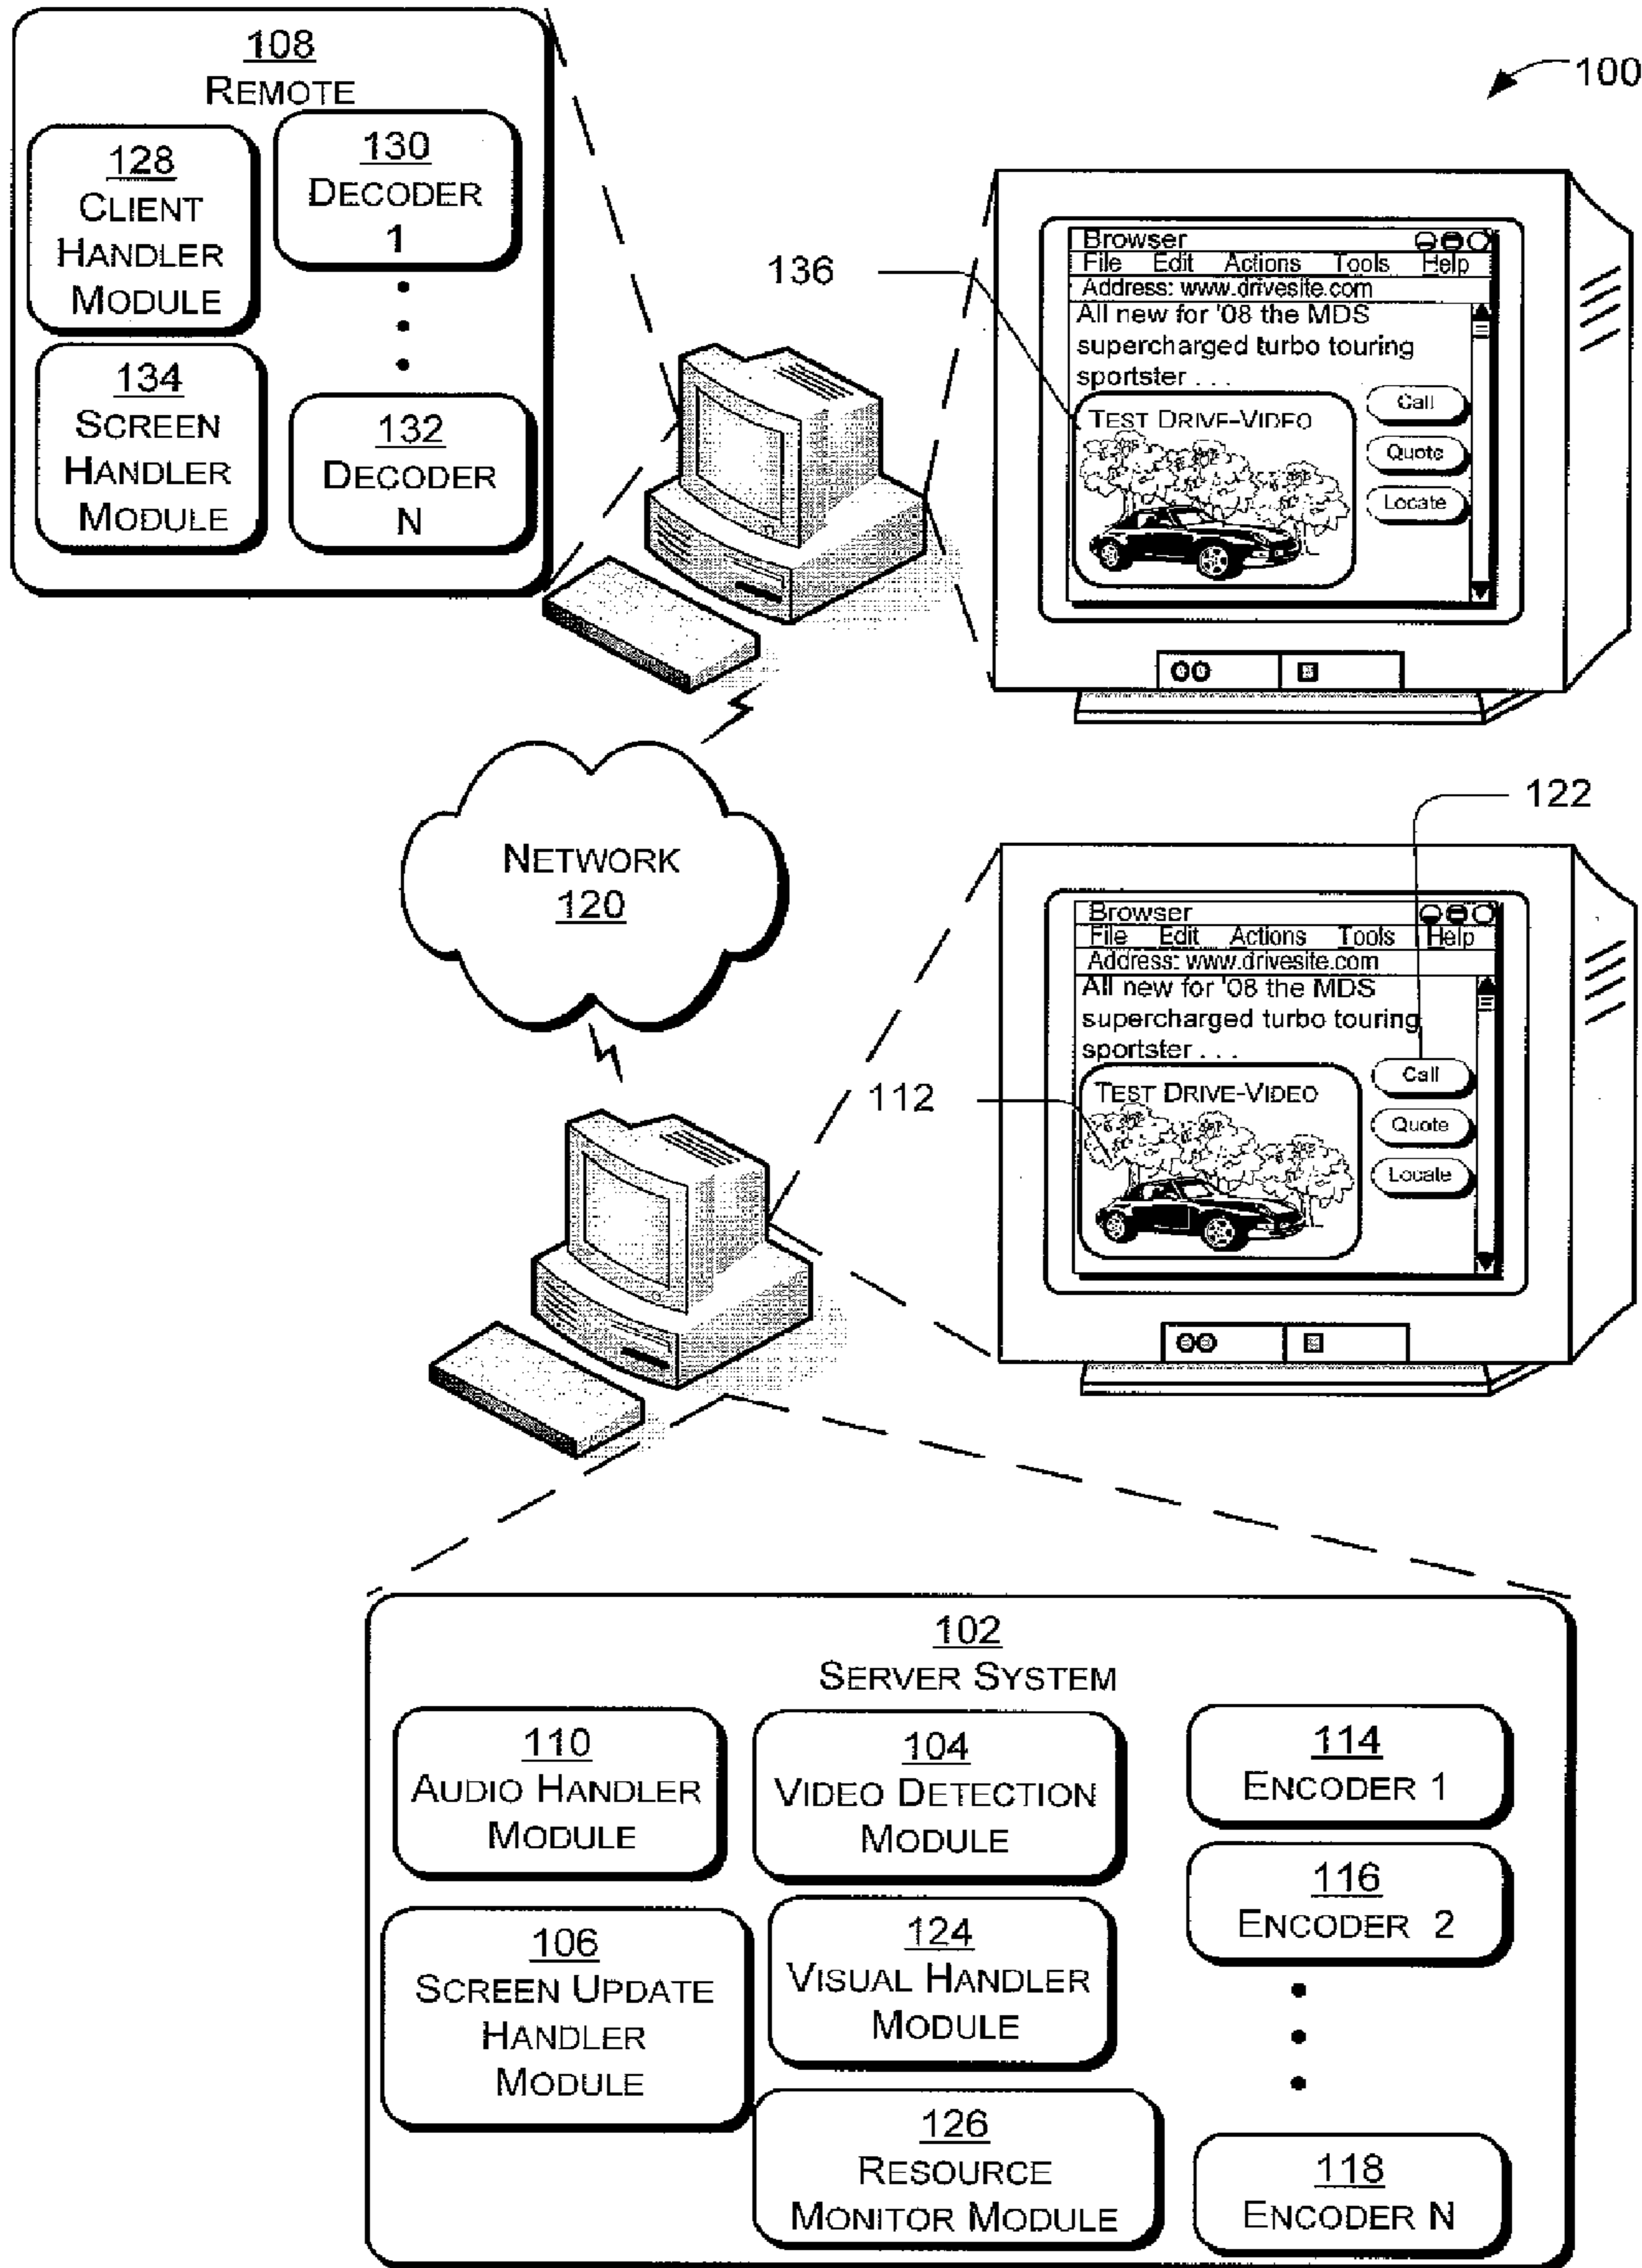 108
REMOTE
128
CLIENT
HANDLER
MODULE
130
DECODER
1
134
SCREEN
HANDLER
MODULE
132
DECODER
N
100
136
Browser
File Edit Actions Tools Help
Address: www.drivesite.com
All new for '08 the MDS
supercharged turbo touring
sportster . . .
TEST DRIVE-VIDEO
Call
Quote
Locate
NETWORK
120
122
112
Browser
File Edit Actions Tools Help
Address: www.drivesite.com
All new for '08 the MDS
supercharged turbo touring
sportster . . .
TEST DRIVE-VIDEO
Call
Quote
Locate
102
SERVER SYSTEM
110
AUDIO HANDLER
MODULE
104
VIDEO DETECTION
MODULE
114
ENCODER 1
106
SCREEN UPDATE
HANDLER
MODULE
124
VISUAL HANDLER
MODULE
116
ENCODER 2
126
RESOURCE
MONITOR MODULE
118
ENCODER N